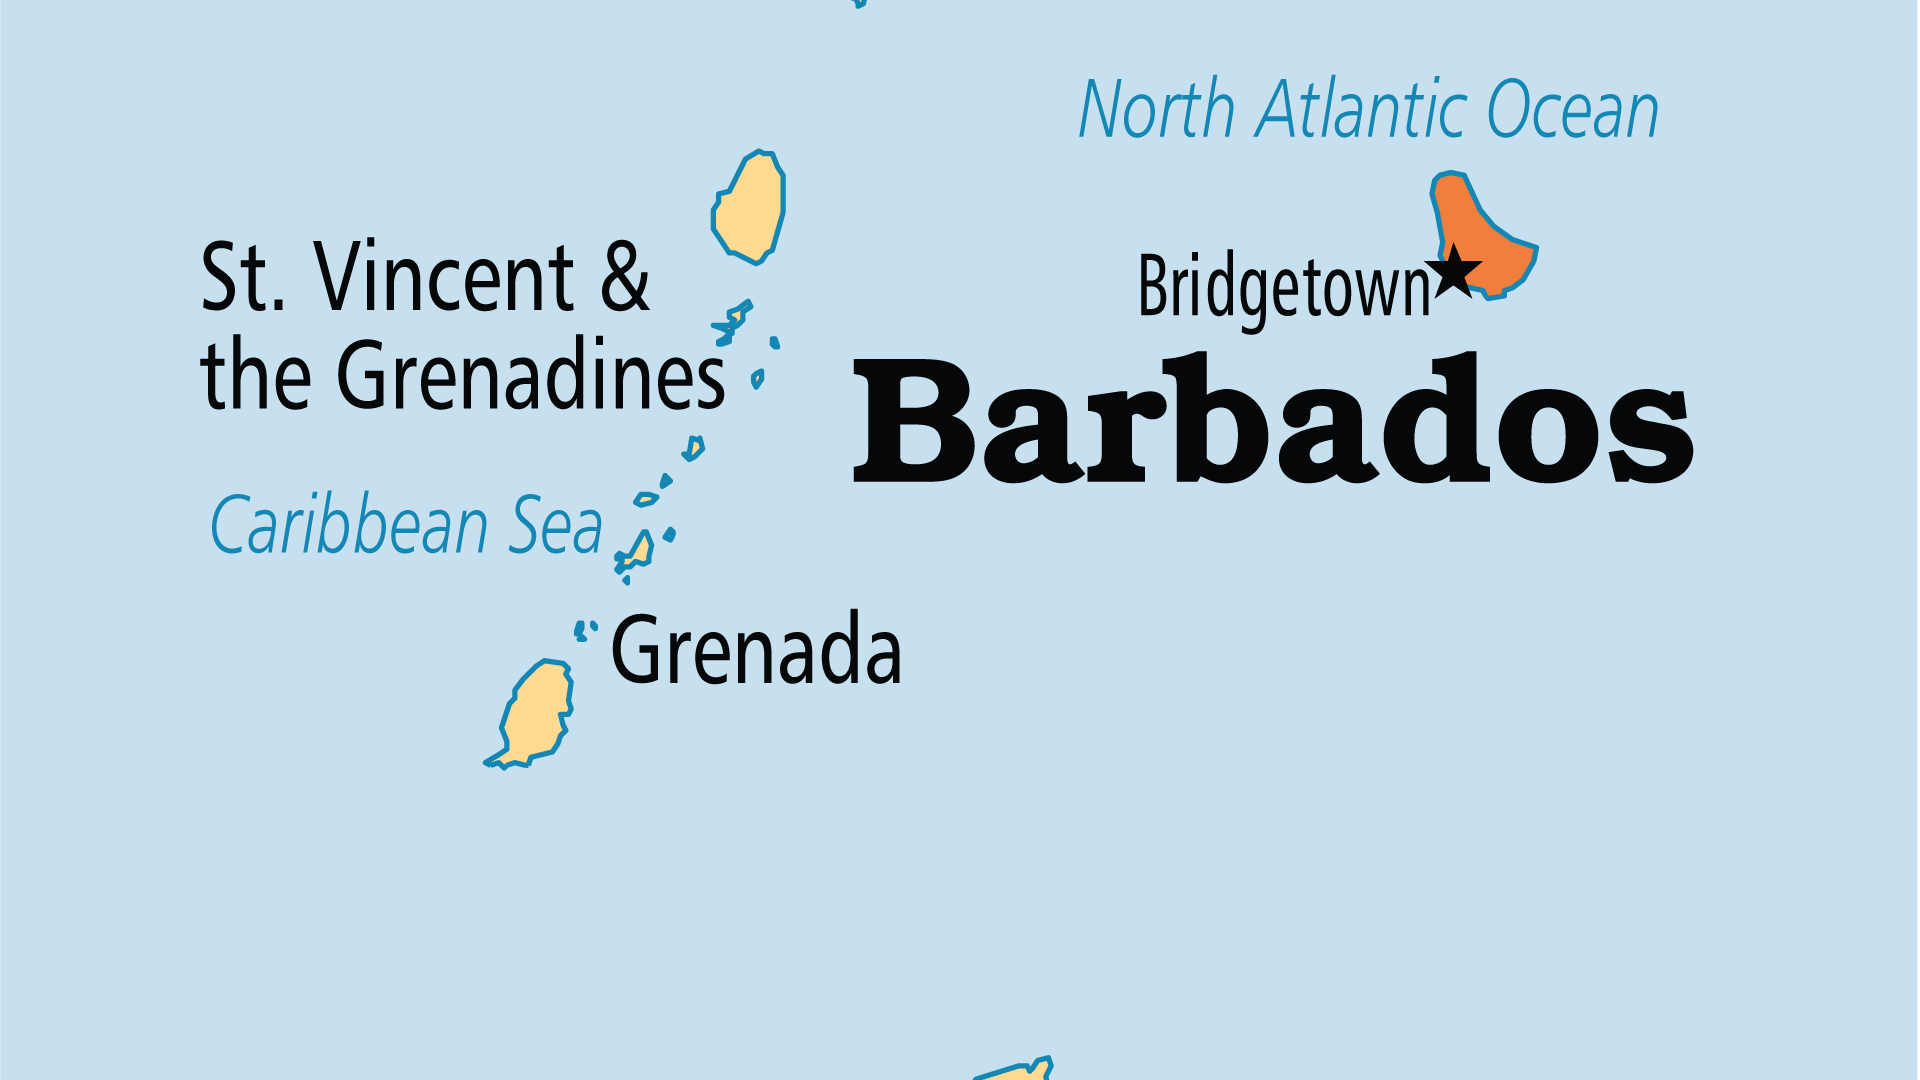 North Atlantic Ocean
St. Vincent &
the Grenadines
Bridgetown
Barbados
Caribbean Sea
Grenada